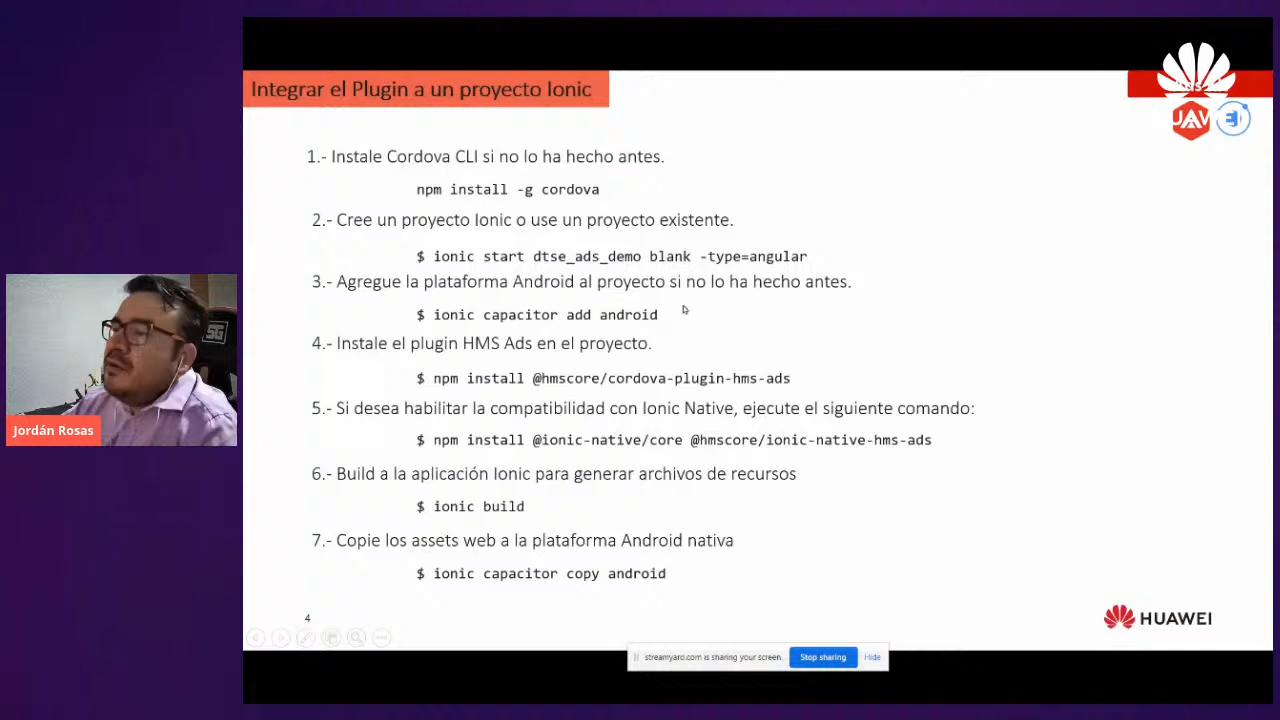 Integrar el Plugin a un proyecto Ionic
1.- Instale Cordova CLI si no lo ha hecho antes.
npm install -g cordova
2.- Cree un proyecto Ionic o use un proyecto existente.
$ ionic start dtse_ads_demo blank -type=angular
3.- Agregue la plataforma Android al proyecto si no lo ha hecho antes.
$ ionic capacitor add android
4.- Instale el plugin HMS Ads en el proyecto.
$ npm install @hmscore/cordova-plugin-hms-ads
5.- Si desea habilitar la compatibilidad con Ionic Native, ejecute el siguiente comando:
$ npm install @ionic-native/core @hmscore/ionic-native-hms-ads
6.- Build a la aplicación Ionic para generar archivos de recursos
$ ionic build
7.- Copie los assets web a la plataforma Android nativa
$ ionic capacitor copy android
4
HUAWEI
streamyard.com is sharing your screen.
Stop sharing
Hide
Jordán Rosas
SG